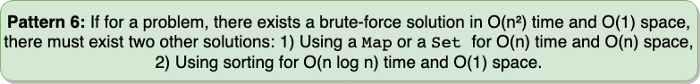 Pattern 6: If for a problem, there exists a brute-force solution in O(n²) time and O(1) space,
there must exist two other solutions: 1) Using a Map or a Set for O(n) time and O(n) space,
2) Using sorting for O(n log n) time and O(1) space.